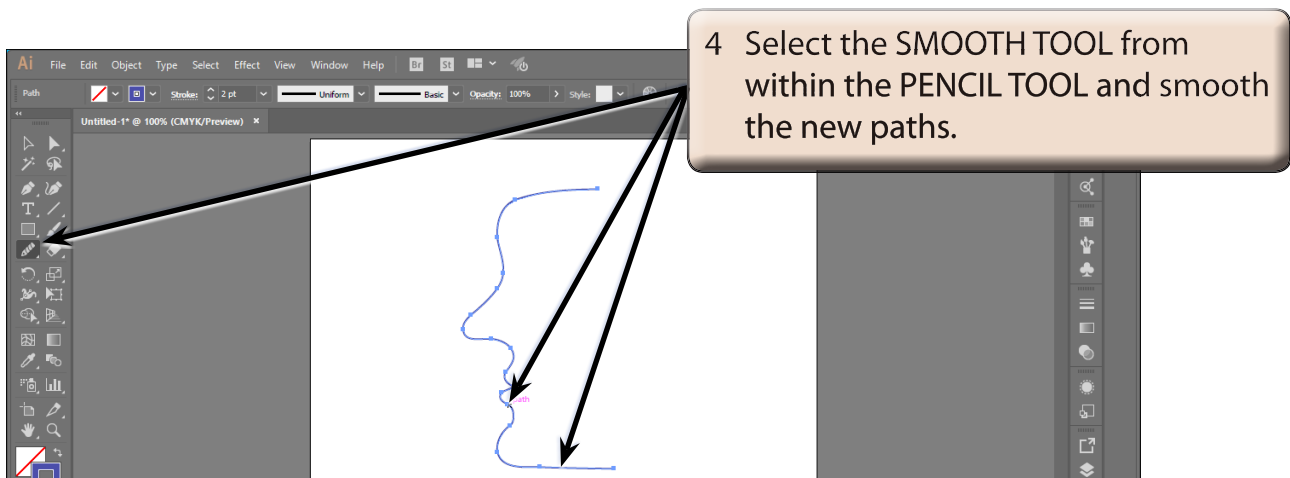 4 Select the SMOOTH TOOL from
within the PENCIL TOOL and smooth
the new paths.
Ai File Edit Object Type Select Effect View Window Help Br St
Path Stroke: 2 pt Uniform Basic Opacity: 100% Style:
Untitled-1* @ 100% (CMYK/Preview) ×
path